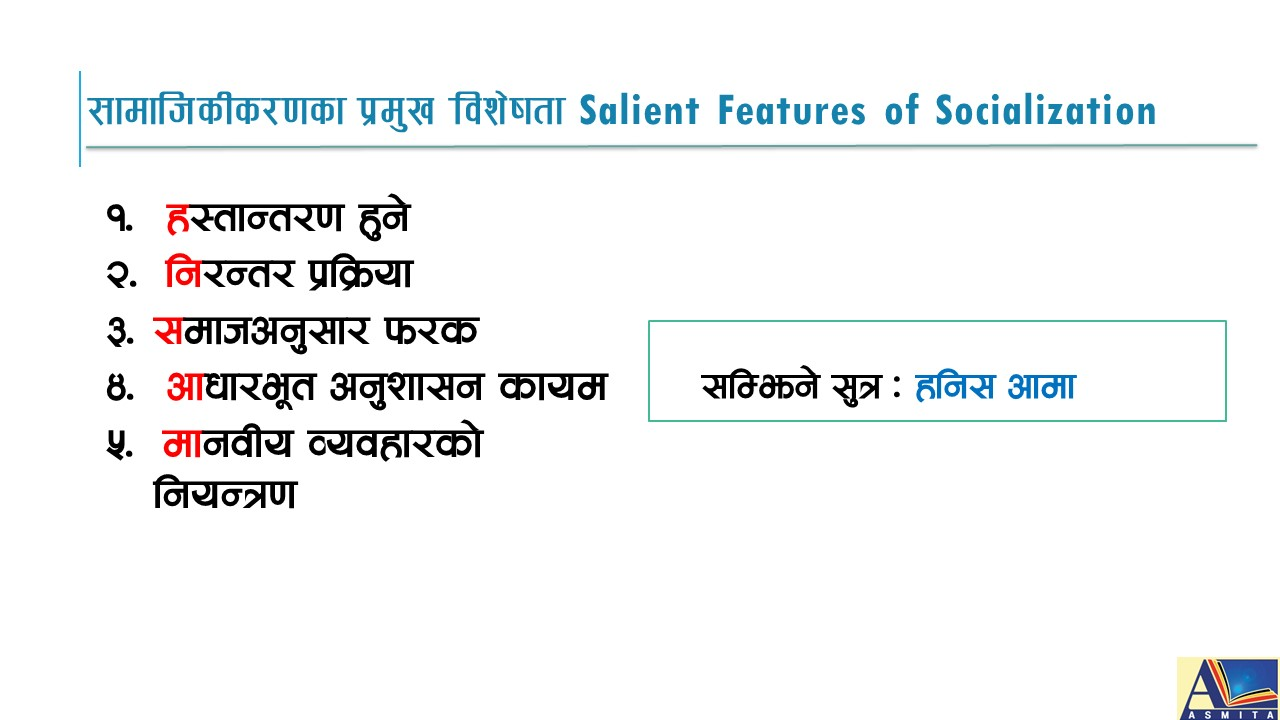 सामाजिकीकरणका प्रमुख विशेषता Salient Features of Socialization
१. हस्तान्तरण हुने
२. निरन्तर प्रक्रिया
३. समाजअनुसार फरक
४. आधारभूत अनुशासन कायम
५. मानवीय व्यवहारको
नियन्त्रण
सम्झिने सुत्र : हनिस आमा
ASMITA